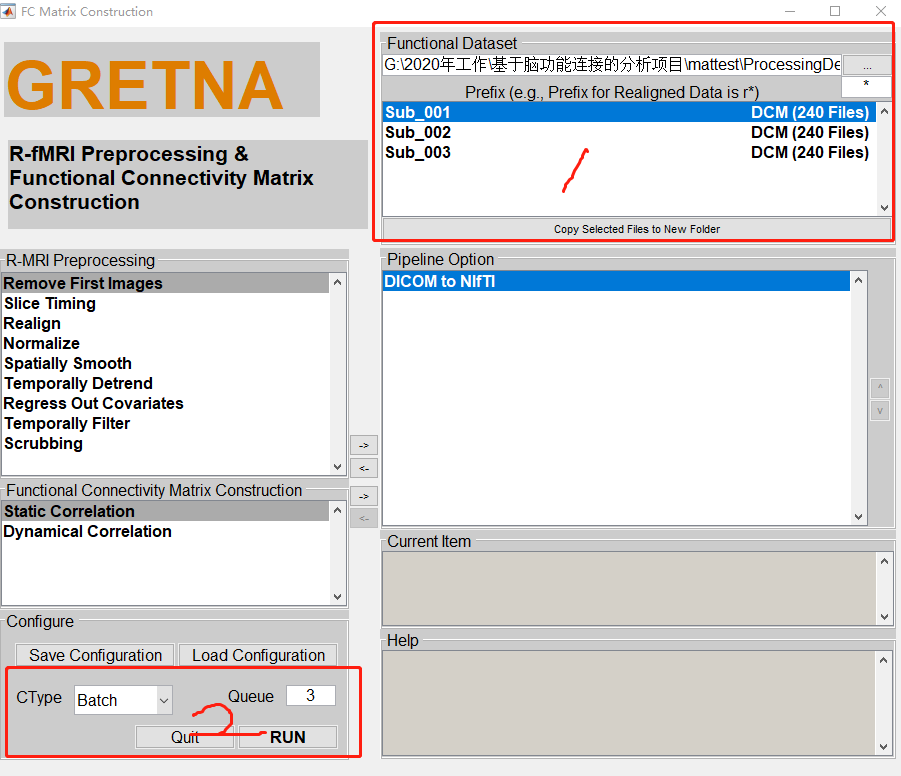 FC Matrix Construction
GRETNA
R-fMRI Preprocessing &
Functional Connectivity Matrix
Construction
Functional Dataset
G:\2020年工作\基于脑功能连接的分析项目\mattest\ProcessingDe
...
Prefix (e.g., Prefix for Realigned Data is r*)
*
Sub_001 DCM (240 Files)
Sub_002 DCM (240 Files)
Sub_003 DCM (240 Files)
Copy Selected Files to New Folder
R-MRI Preprocessing
Remove First Images
Slice Timing
Realign
Normalize
Spatially Smooth
Temporally Detrend
Regress Out Covariates
Temporally Filter
Scrubbing
->
<-
Functional Connectivity Matrix Construction
Static Correlation
Dynamical Correlation
->
<-
Pipeline Option
DICOM to NIfTI
^
v
Current Item
Help
Configure
Save Configuration Load Configuration
CType Batch Queue 3
Quit RUN
1
2